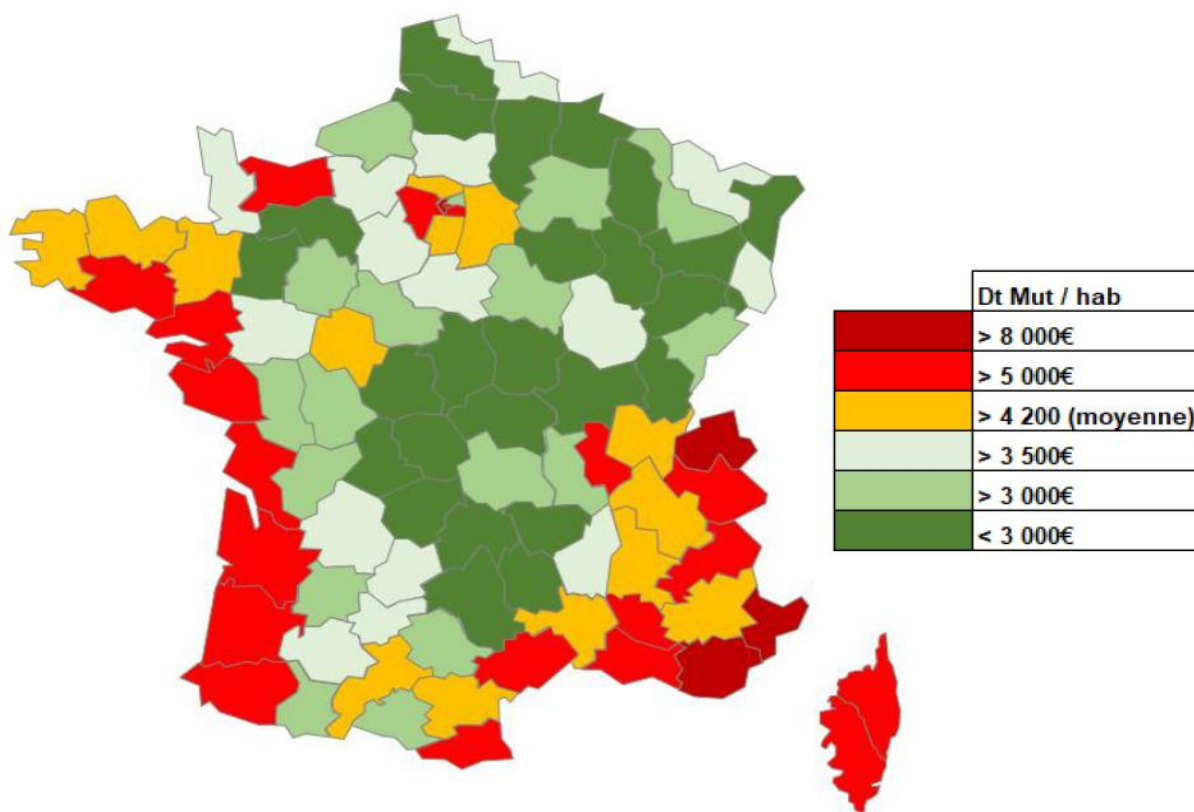 Dt Mut / hab
> 8 000€
> 5 000€
> 4 200 (moyenne)
> 3 500€
> 3 000€
< 3 000€